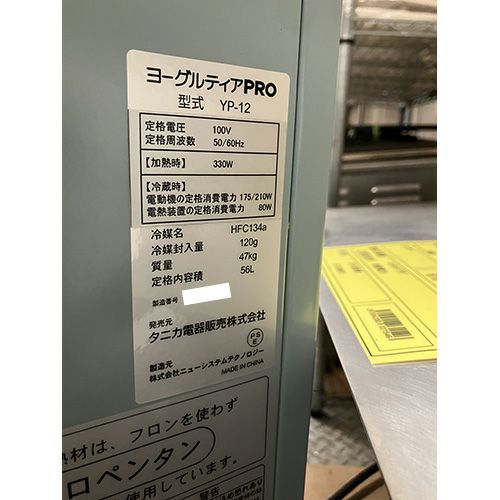 ヨーグルティアPRO
型式 YP-12
定格電圧 100V
定格周波数 50/60Hz
【加熱時】 330W
【冷蔵時】
電動機の定格消費電力 175/210W
電熱装置の定格消費電力 80W
冷媒名 HFC134a
冷媒封入量 120g
質量 47kg
定格内容積 56L
製造番号
発売元
タニカ電器販売株式会社
PS
E
製造元
株式会社ニューシステムテクノロジー
MADE IN CHINA
熱材は、フロンを使わず
ロペンタン
使用しています。
警告